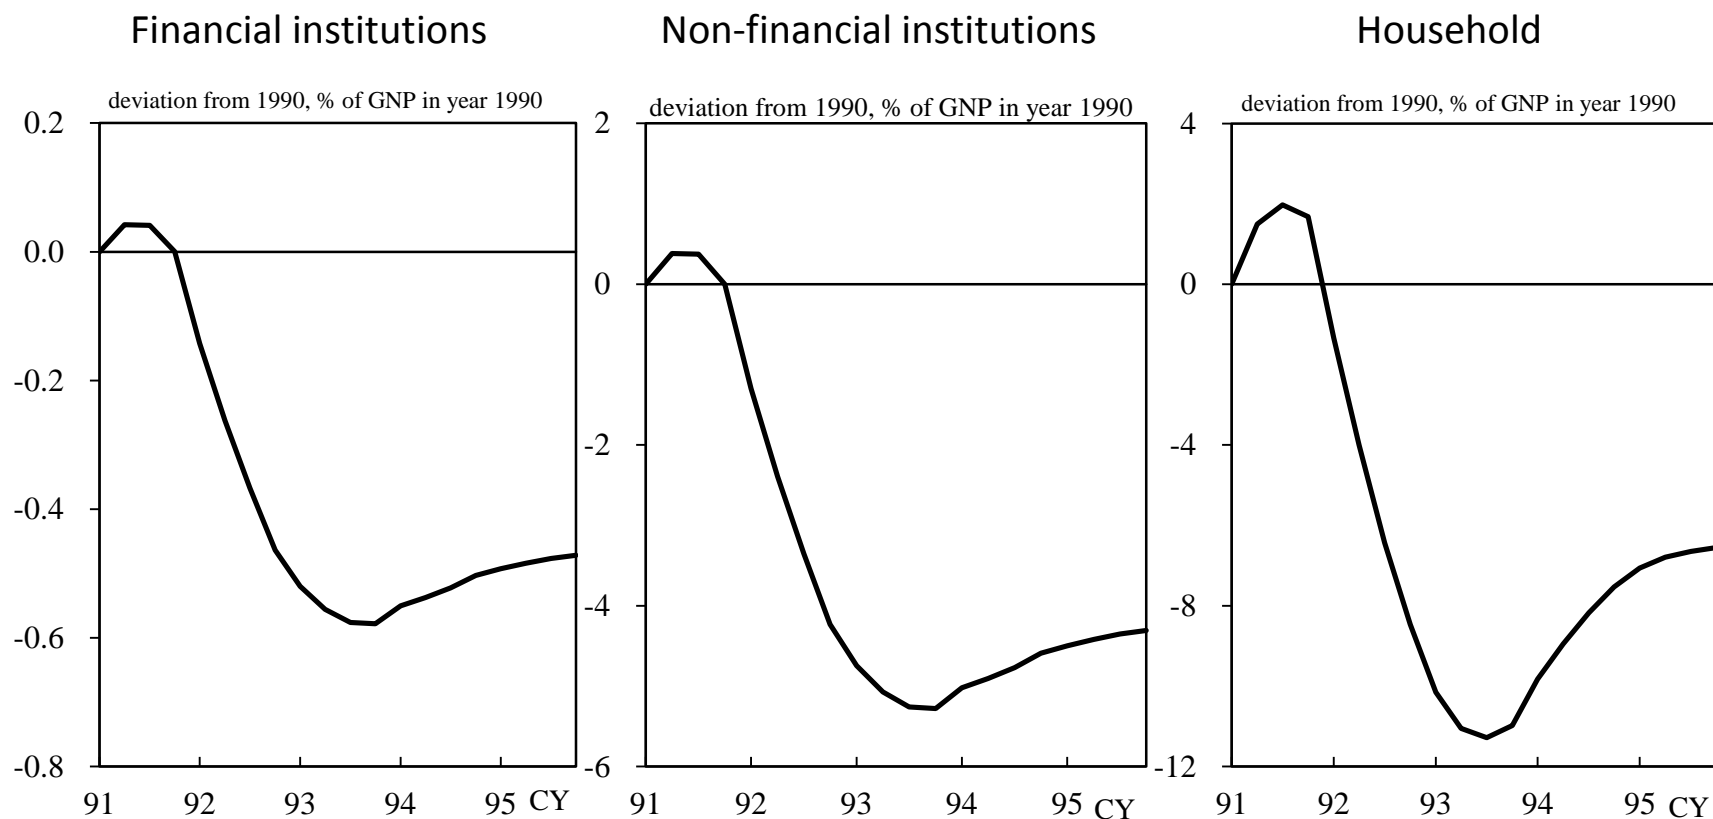 Financial institutions
deviation from 1990, % of GNP in year 1990
0.2
0.0
-0.2
-0.4
-0.6
-0.8
91 92 93 94 95 CY
Non-financial institutions
deviation from 1990, % of GNP in year 1990
2
0
-2
-4
-6
91 92 93 94 95 CY
Household
deviation from 1990, % of GNP in year 1990
4
0
-4
-8
-12
91 92 93 94 95 CY